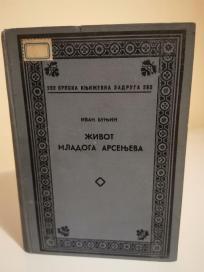 СРПСКА КЊИЖЕВНА ЗАДРУГА
ИВАН БУЊИН
ЖИВОТ
МЛАДОГА АРСЕЊЕВА